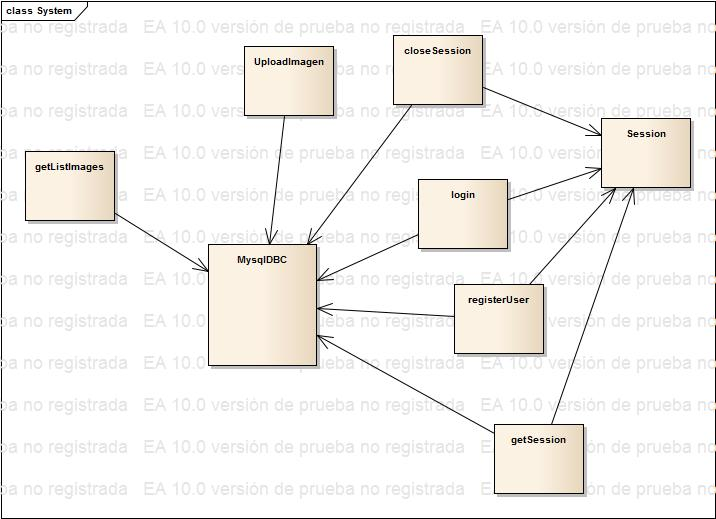 class System
EA 10.0 versión de prueba no registrada
closeSession
UploadImagen
Session
getListImages
login
MysqlDBC
registerUser
getSession